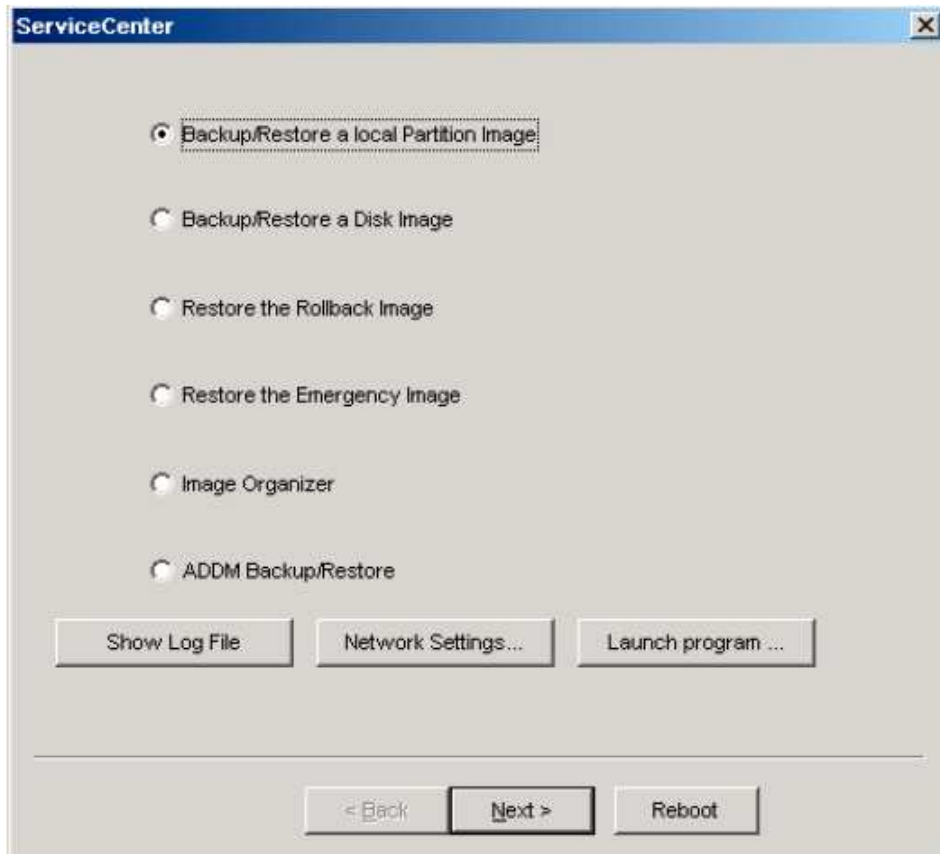 ServiceCenter
Backup/Restore a local Partition Image
Backup/Restore a Disk Image
Restore the Rollback Image
Restore the Emergency Image
Image Organizer
ADDM Backup/Restore
Show Log File
Network Settings...
Launch program ...
< Back
Next >
Reboot